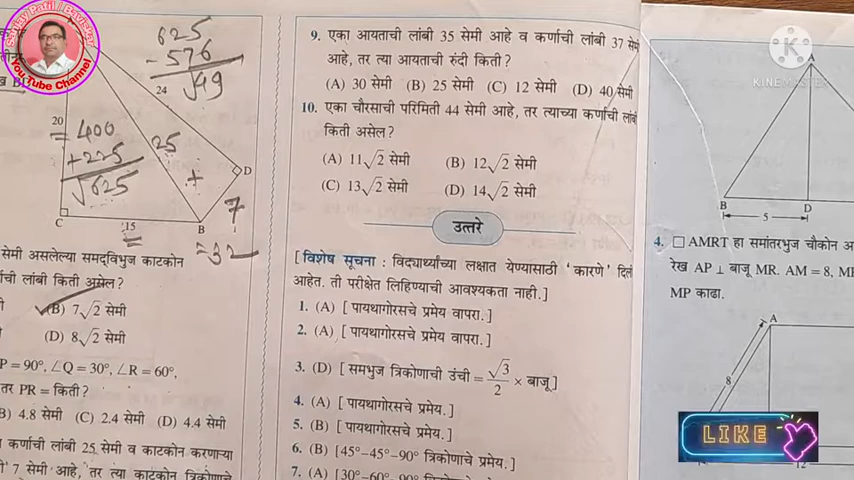 Sanjay Patil / Baviskar
YouTube Channel
KINEMASTER
625
- 576
√49
24
20
= 400
+ 225
√625
25
+
D
7
C
15
B
= 32
सेमी असलेल्या समद्‌विभुज काटकोन
ची लांबी किती असेल?
(B) 7√2 सेमी
(D) 8√2 सेमी
P = 90°, ∠Q = 30°, ∠R = 60°,
तर PR = किती?
B) 4.8 सेमी (C) 2.4 सेमी (D) 4.4 सेमी
कर्णाची लांबी 25 सेमी व काटकोन करणाऱ्या
7 सेमी आहे, तर त्या काटकोन त्रिकोणाचे
9. एका आयताची लांबी 35 सेमी आहे व कर्णाची लांबी 37 सेमी
आहे, तर त्या आयताची रुंदी किती?
(A) 30 सेमी (B) 25 सेमी (C) 12 सेमी (D) 40 सेमी
10. एका चौरसाची परिमिती 44 सेमी आहे, तर त्याच्या कर्णाची लांबी
किती असेल?
(A) 11√2 सेमी (B) 12√2 सेमी
(C) 13√2 सेमी (D) 14√2 सेमी
उत्तरे
[ विशेष सूचना : विद्यार्थ्यांच्या लक्षात येण्यासाठी ‘कारणे’ दिलं
आहेत. ती परीक्षेत लिहिण्याची आवश्यकता नाही.]
1. (A) [ पायथागोरसचे प्रमेय वापरा.]
2. (A) [ पायथागोरसचे प्रमेय वापरा.]
3. (D) [समभुज त्रिकोणाची उंची = √3/2 × बाजू]
4. (A) [ पायथागोरसचे प्रमेय.]
5. (B) [ पायथागोरसचे प्रमेय.]
6. (B) [45°–45°–90° त्रिकोणाचे प्रमेय.]
7. (A) [30°–60°–90°
A
B
D
5
4. □ AMRT हा समांतरभुज चौकोन अ
रेख AP ⊥ बाजू MR. AM = 8, M
MP काढा.
A
8
12
LIKE